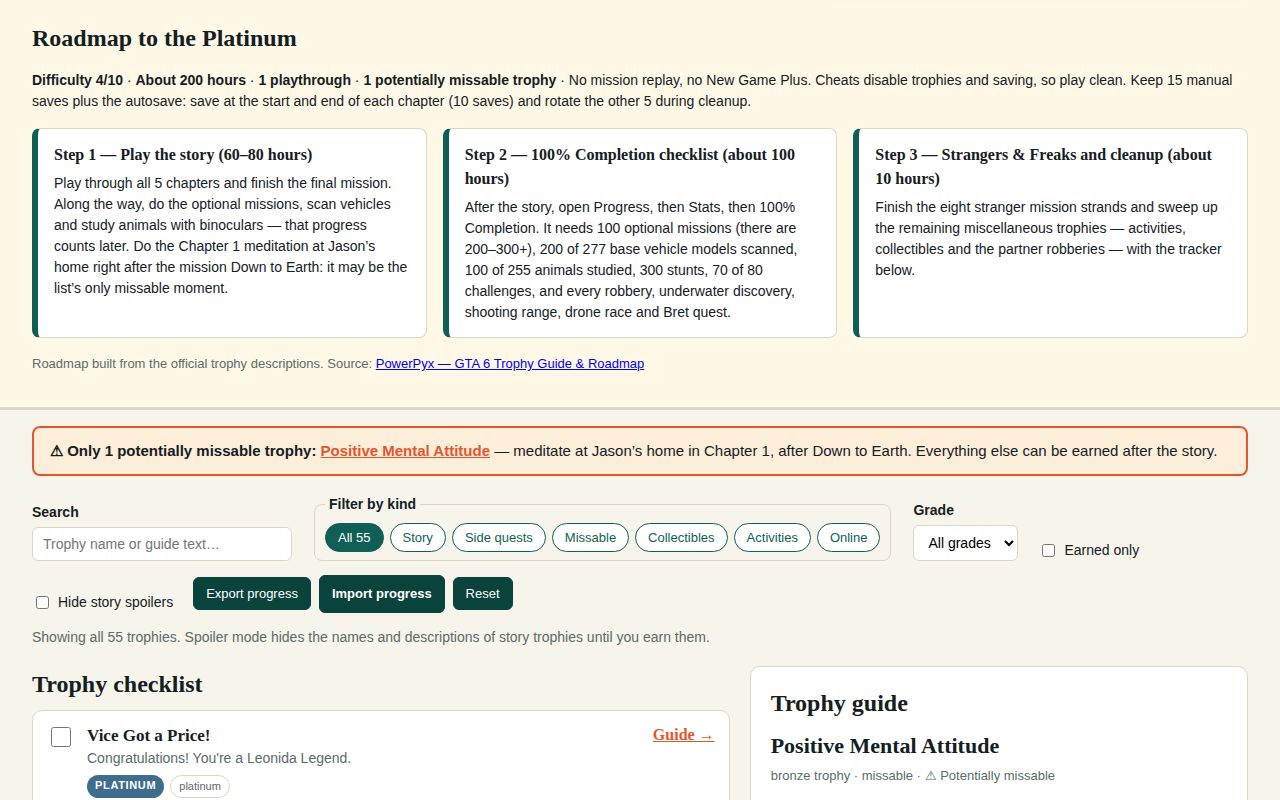 Roadmap to the Platinum
Difficulty 4/10 · About 200 hours · 1 playthrough · 1 potentially missable trophy · No mission replay, no New Game Plus. Cheats disable trophies and saving, so play clean. Keep 15 manual
saves plus the autosave: save at the start and end of each chapter (10 saves) and rotate the other 5 during cleanup.
Step 1 — Play the story (60–80 hours)
Play through all 5 chapters and finish the final mission.
Along the way, do the optional missions, scan vehicles
and study animals with binoculars — that progress
counts later. Do the Chapter 1 meditation at Jason’s
home right after the mission Down to Earth: it may be the
list’s only missable moment.
Step 2 — 100% Completion checklist (about 100
hours)
After the story, open Progress, then Stats, then 100%
Completion. It needs 100 optional missions (there are
200–300+), 200 of 277 base vehicle models scanned,
100 of 255 animals studied, 300 stunts, 70 of 80
challenges, and every robbery, underwater discovery,
shooting range, drone race and Bret quest.
Step 3 — Strangers & Freaks and cleanup (about
10 hours)
Finish the eight stranger mission strands and sweep up
the remaining miscellaneous trophies — activities,
collectibles and the partner robberies — with the tracker
below.
Roadmap built from the official trophy descriptions. Source: PowerPyx — GTA 6 Trophy Guide & Roadmap
⚠ Only 1 potentially missable trophy: Positive Mental Attitude — meditate at Jason’s home in Chapter 1, after Down to Earth. Everything else can be earned after the story.
Search
Trophy name or guide text…
Filter by kind
All 55 Story Side quests Missable Collectibles Activities Online
Grade
All grades
Earned only
Hide story spoilers
Export progress Import progress Reset
Showing all 55 trophies. Spoiler mode hides the names and descriptions of story trophies until you earn them.
Trophy checklist
Vice Got a Price!
Guide →
Congratulations! You're a Leonida Legend.
PLATINUM platinum
Trophy guide
Positive Mental Attitude
bronze trophy · missable · ⚠ Potentially missable